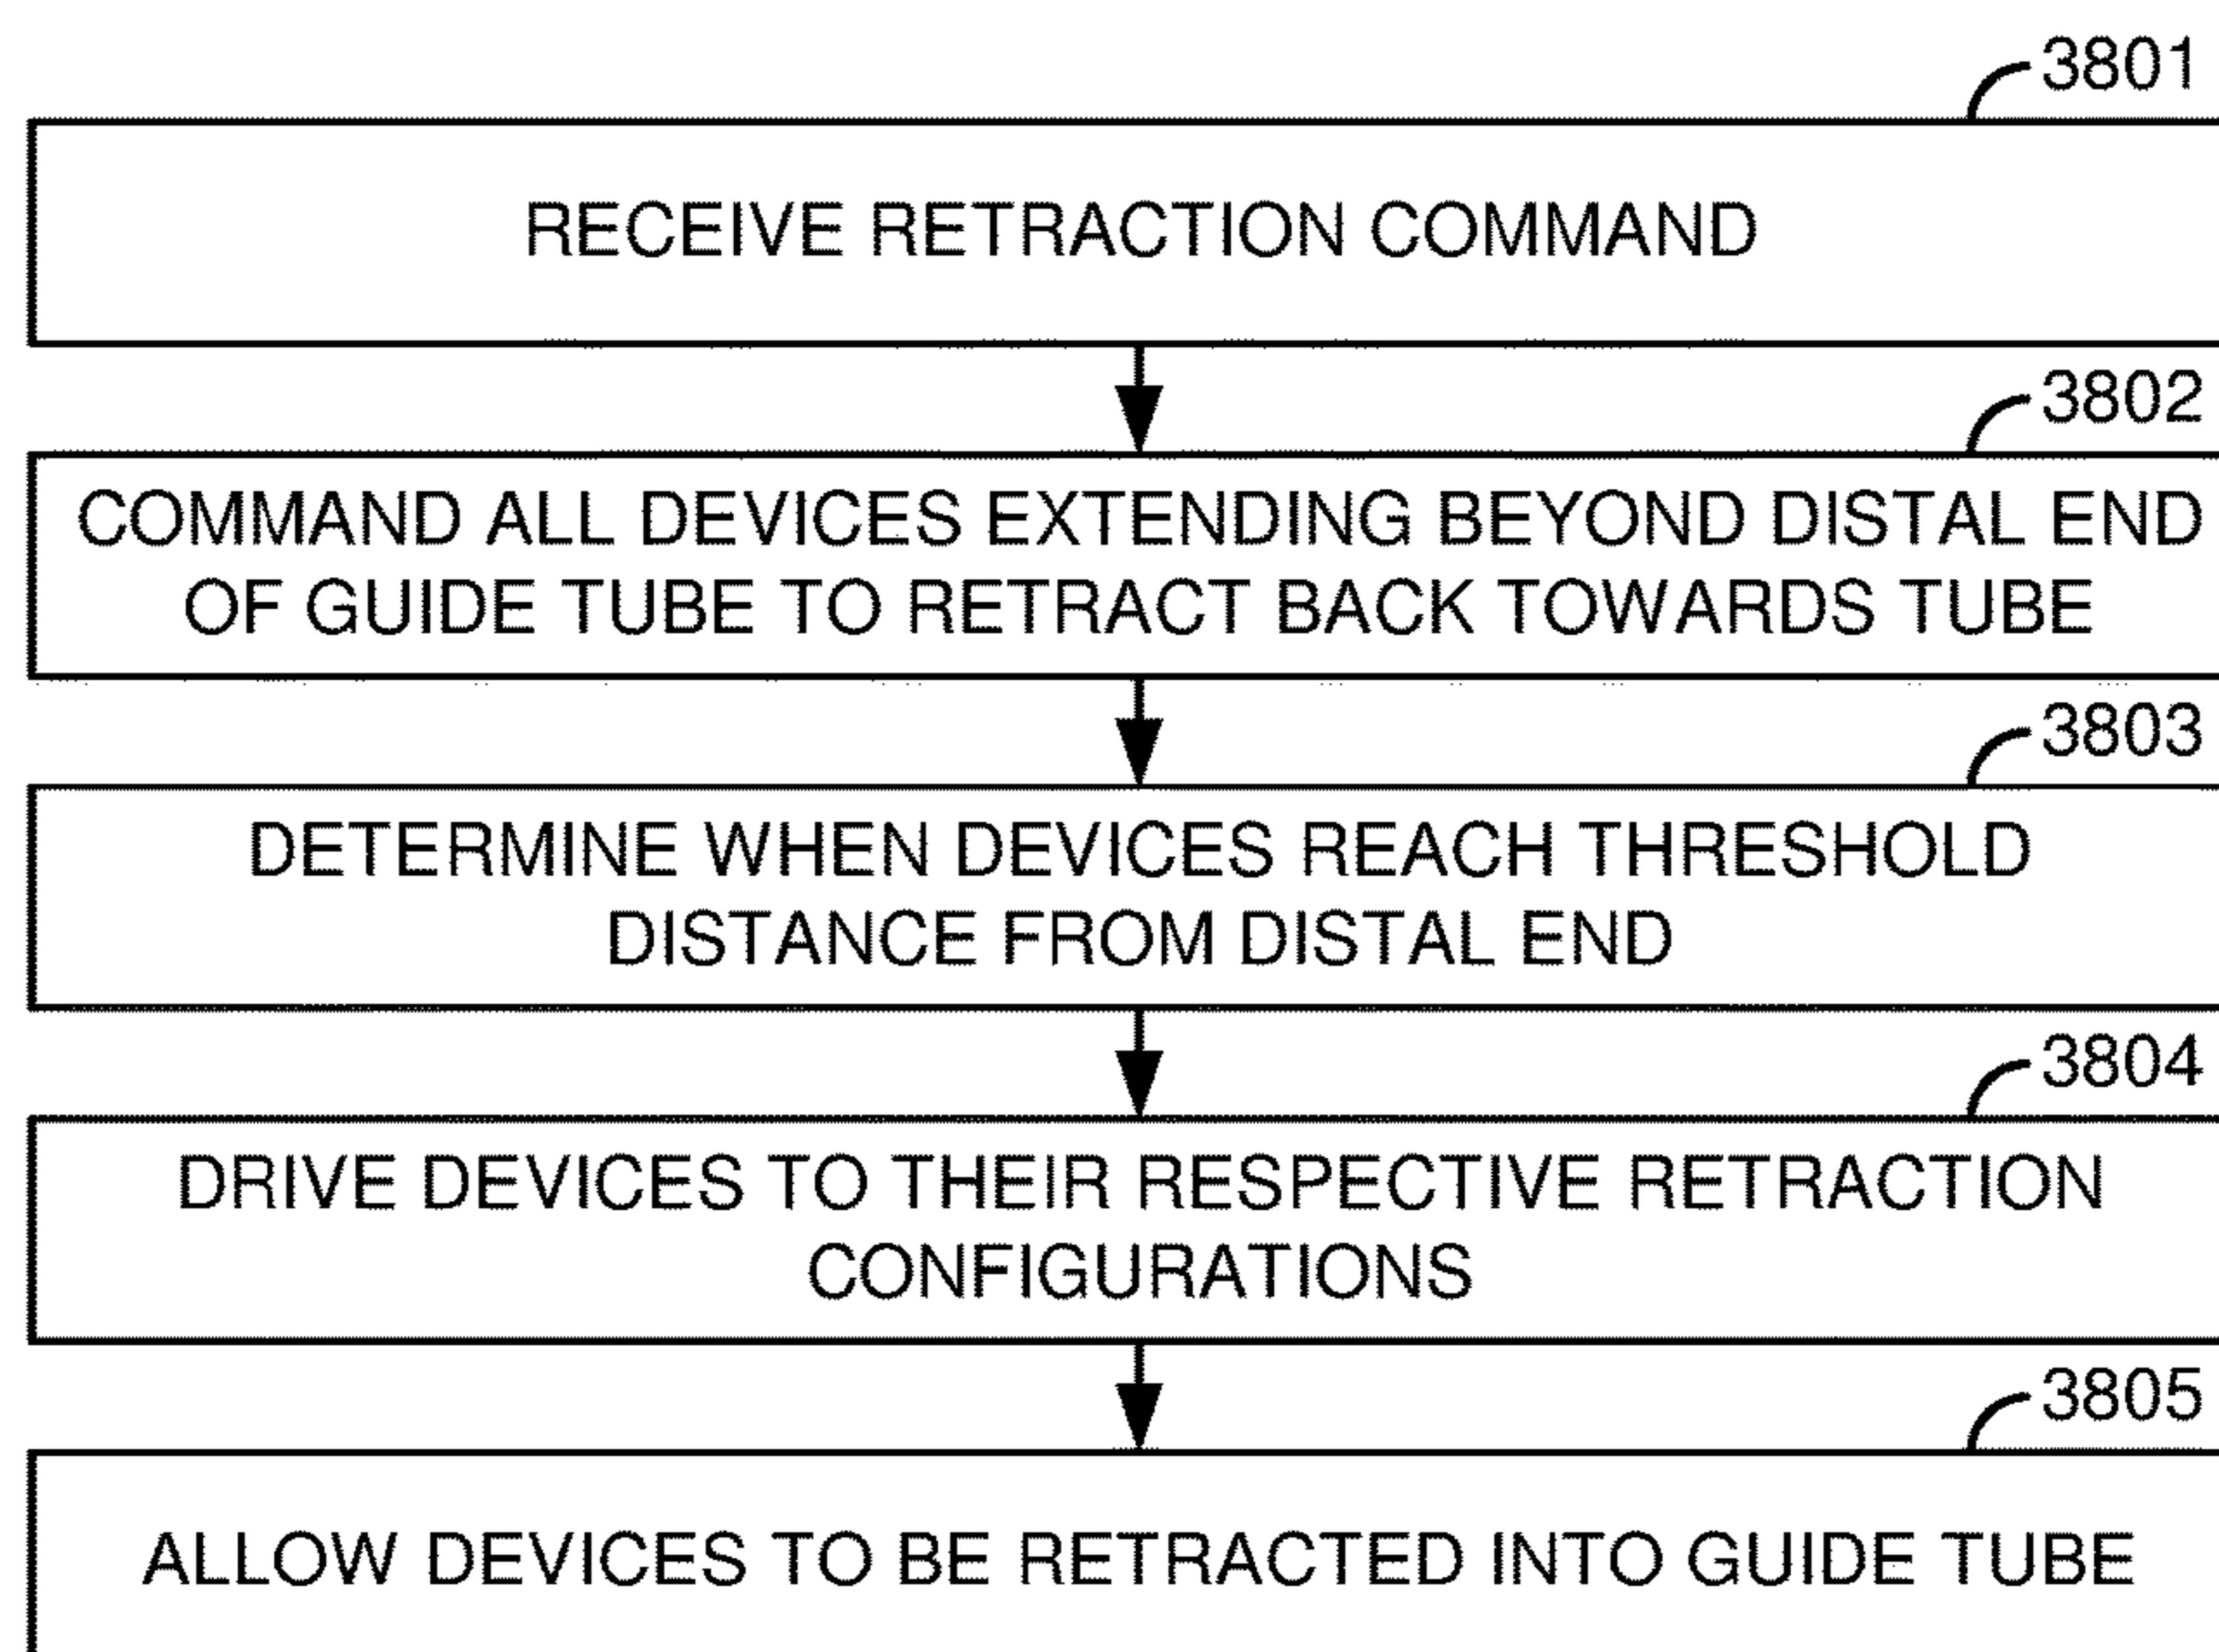 3801
RECEIVE RETRACTION COMMAND
3802
COMMAND ALL DEVICES EXTENDING BEYOND DISTAL END
OF GUIDE TUBE TO RETRACT BACK TOWARDS TUBE
3803
DETERMINE WHEN DEVICES REACH THRESHOLD
DISTANCE FROM DISTAL END
3804
DRIVE DEVICES TO THEIR RESPECTIVE RETRACTION
CONFIGURATIONS
3805
ALLOW DEVICES TO BE RETRACTED INTO GUIDE TUBE